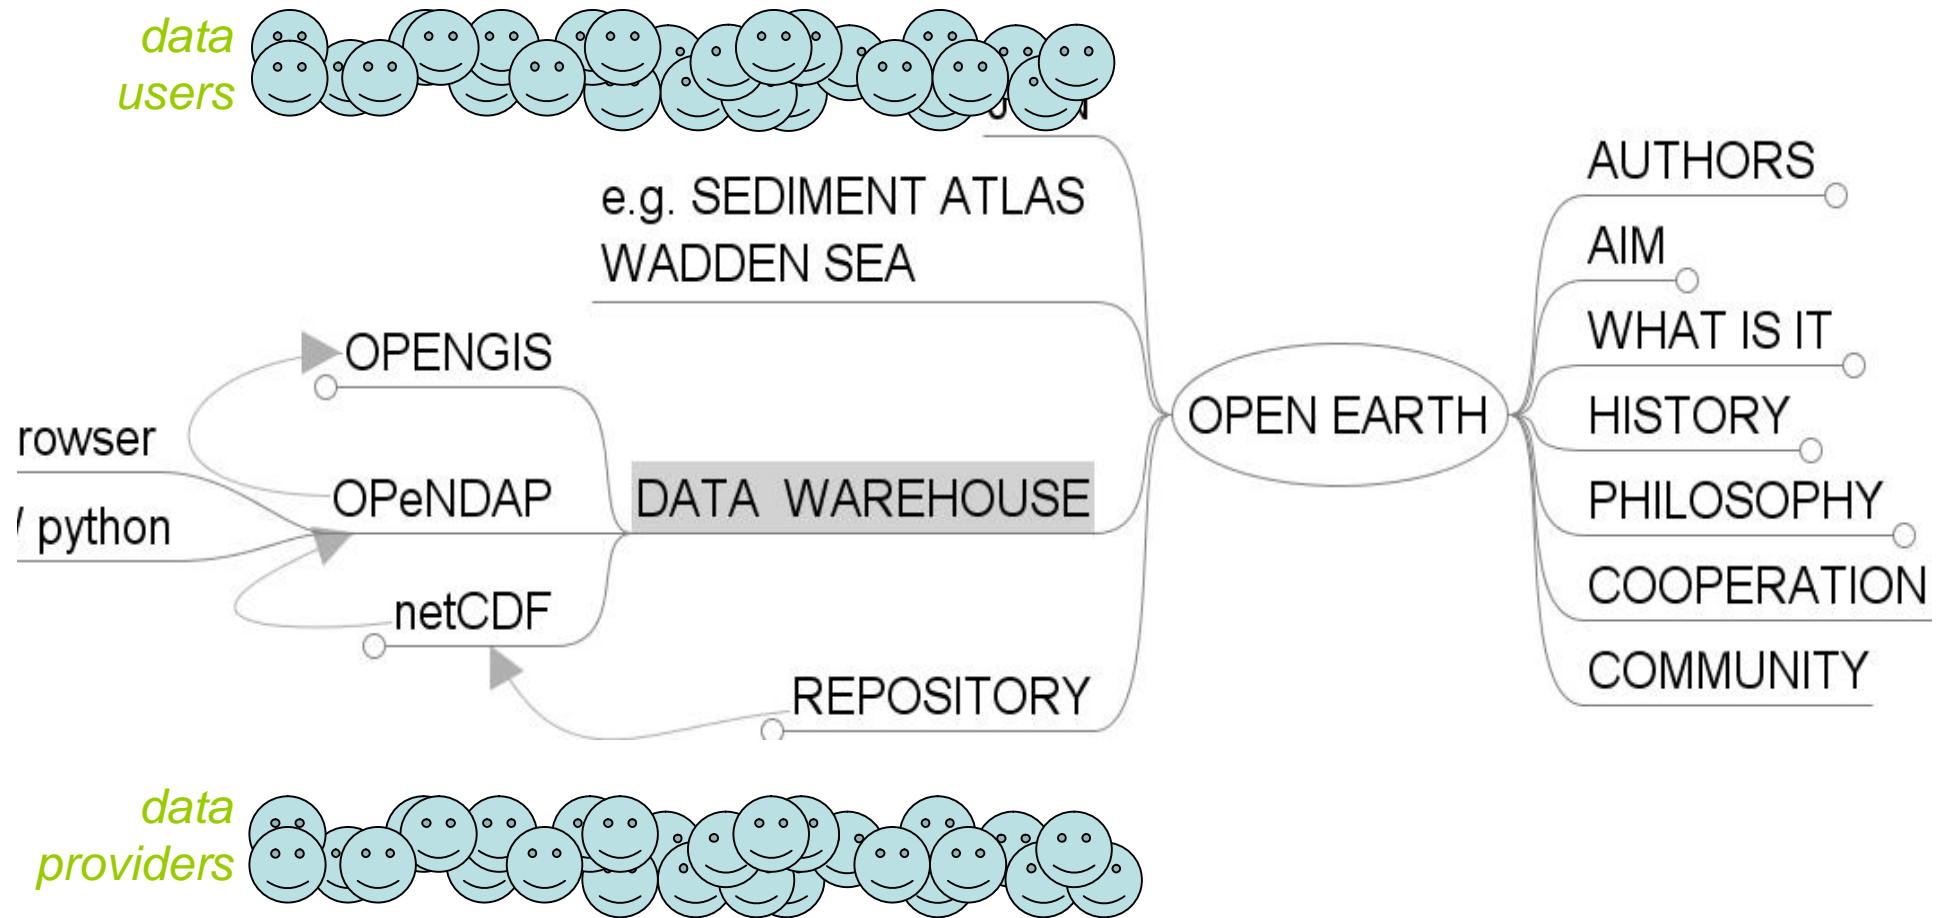 data
users
e.g. SEDIMENT ATLAS
WADDEN SEA
OPENGIS
rowser
OPeNDAP
/ python
netCDF
DATA WAREHOUSE
REPOSITORY
OPEN EARTH
AUTHORS
AIM
WHAT IS IT
HISTORY
PHILOSOPHY
COOPERATION
COMMUNITY
data
providers